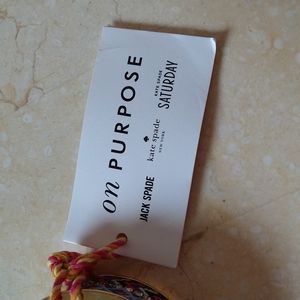 on
PURPOSE
JACK SPADE
kate spade
NEW YORK
KATE SPADE
SATURDAY